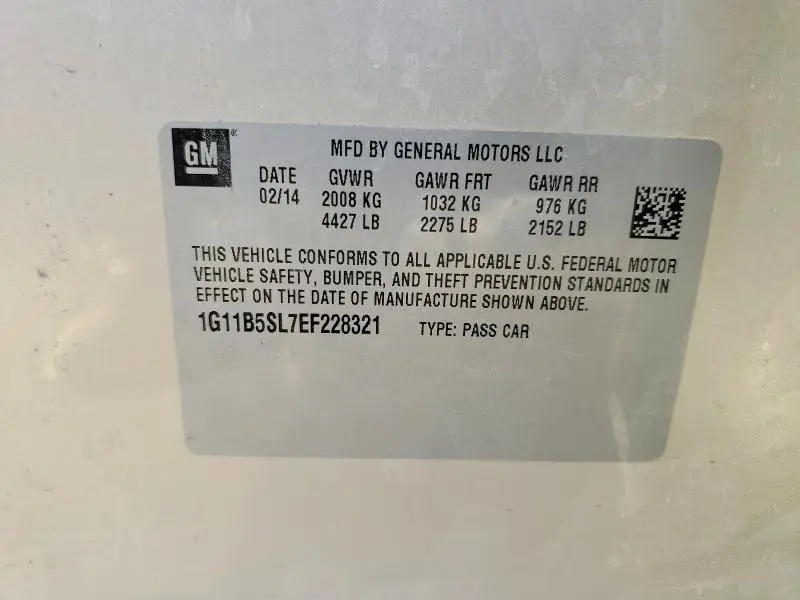 GM®
MFD BY GENERAL MOTORS LLC
DATE GVWR GAWR FRT GAWR RR
02/14 2008 KG 1032 KG 976 KG
4427 LB 2275 LB 2152 LB
THIS VEHICLE CONFORMS TO ALL APPLICABLE U.S. FEDERAL MOTOR
VEHICLE SAFETY, BUMPER, AND THEFT PREVENTION STANDARDS IN
EFFECT ON THE DATE OF MANUFACTURE SHOWN ABOVE.
1G11B5SL7EF228321 TYPE: PASS CAR